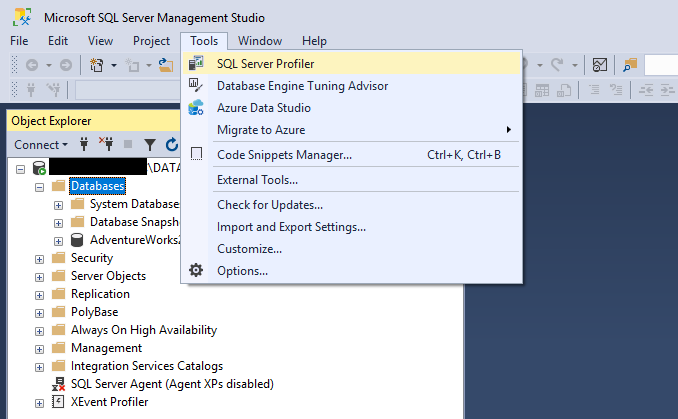 Microsoft SQL Server Management Studio
File Edit View Project Tools Window Help
SQL Server Profiler
Database Engine Tuning Advisor
Azure Data Studio
Migrate to Azure
Code Snippets Manager... Ctrl+K, Ctrl+B
External Tools...
Check for Updates...
Import and Export Settings...
Customize...
Options...
Object Explorer
Connect
\DATA
Databases
System Databases
Database Snaps
AdventureWorks
Security
Server Objects
Replication
PolyBase
Always On High Availability
Management
Integration Services Catalogs
SQL Server Agent (Agent XPs disabled)
XEvent Profiler